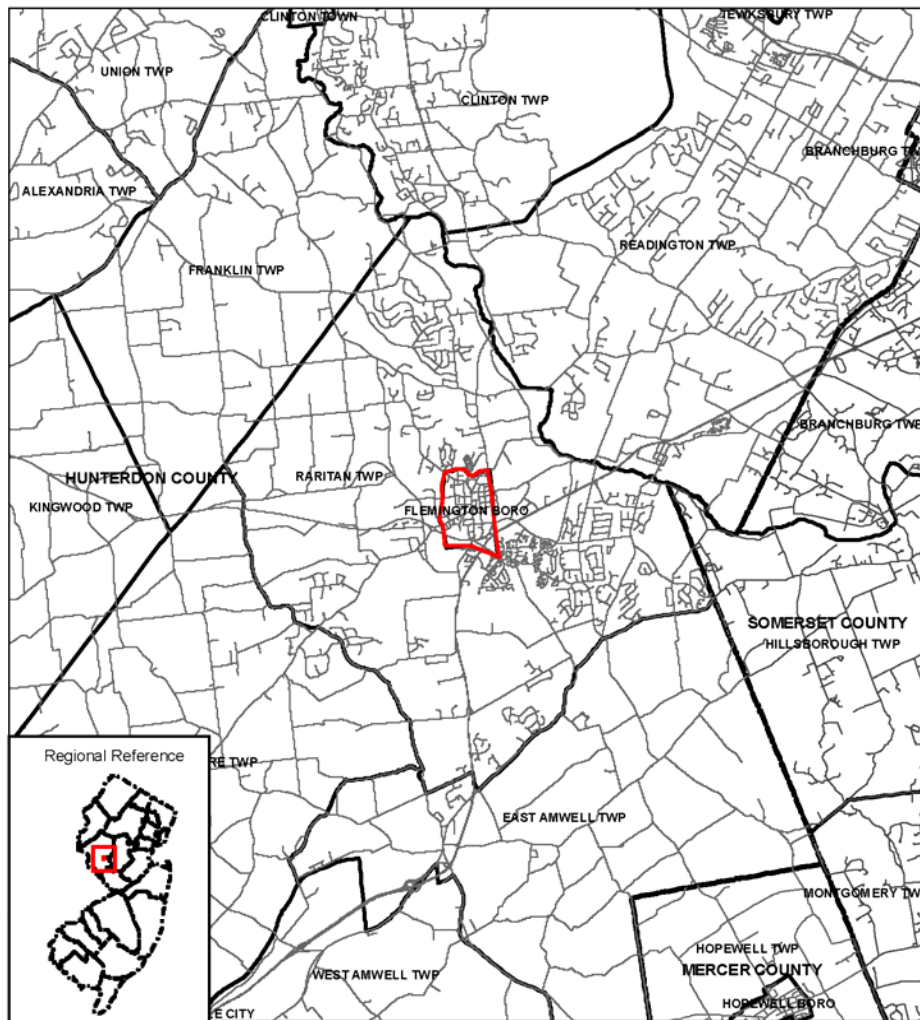 CLINTON TOWN
TEWKSBURY TWP
UNION TWP
CLINTON TWP
BRANCHBURG TW
ALEXANDRIA TWP
READINGTON TWP
FRANKLIN TWP
BRANCHBURG TWP
HUNTERDON COUNTY
RARITAN TWP
KINGWOOD TWP
FLEMINGTON BORO
SOMERSET COUNTY
HILLSBOROUGH TWP
Regional Reference
RE TWP
EAST AMWELL TWP
MONTGOMERY TW
HOPEWELL TWP
MERCER COUNTY
WEST AMWELL TWP
HOPEWELL BORO
E CITY